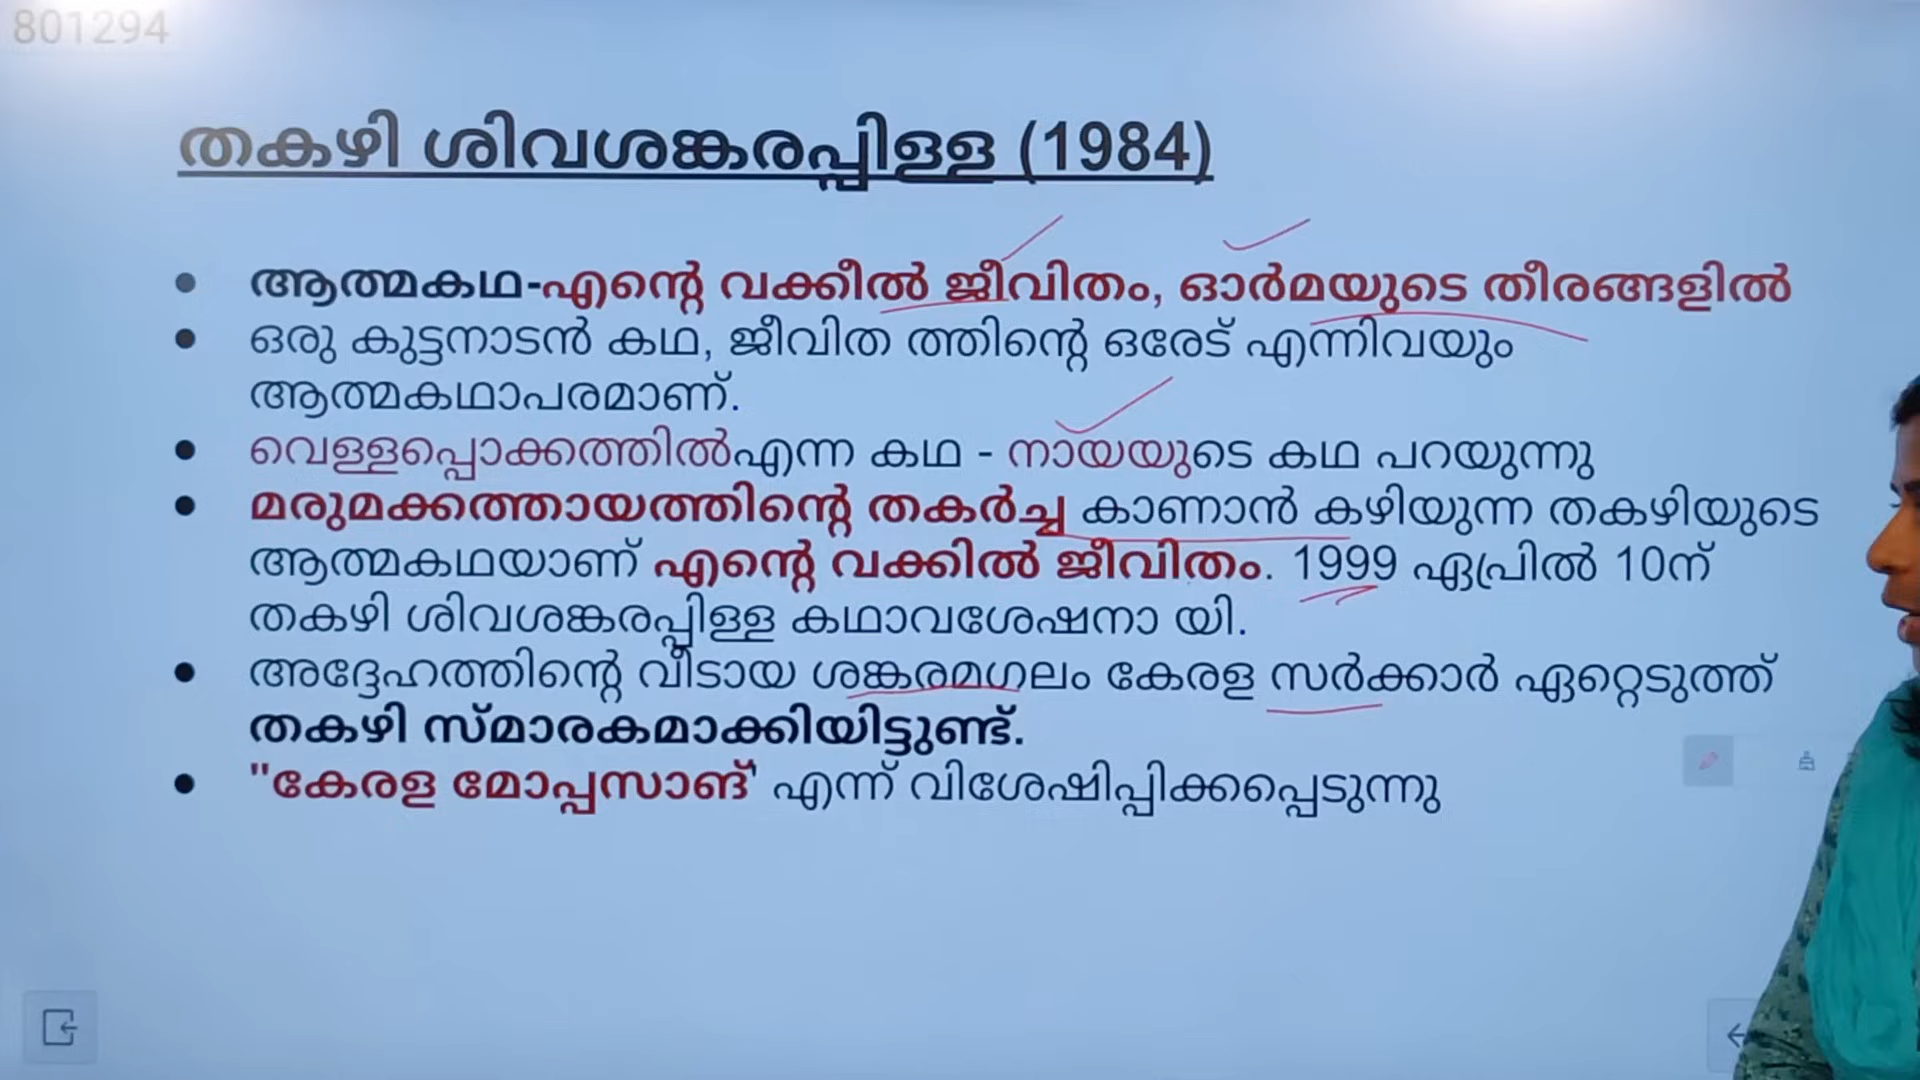 801294
തകഴി ശിവശങ്കരപ്പിള്ള (1984)
ആത്മകഥ-എന്റെ വക്കീൽ ജീവിതം, ഓർമയുടെ തീരങ്ങളിൽ
ഒരു കുട്ടനാടൻ കഥ, ജീവിത ത്തിന്റെ ഒരേട് എന്നിവയും
ആത്മകഥാപരമാണ്.
വെള്ളപ്പൊക്കത്തിൽഎന്ന കഥ - നായയുടെ കഥ പറയുന്നു
മരുമക്കത്തായത്തിന്റെ തകർച്ച കാണാൻ കഴിയുന്ന തകഴിയുടെ
ആത്മകഥയാണ് എന്റെ വക്കിൽ ജീവിതം. 1999 ഏപ്രിൽ 10ന്
തകഴി ശിവശങ്കരപ്പിള്ള കഥാവശേഷനാ യി.
അദ്ദേഹത്തിന്റെ വീടായ ശങ്കരമഗലം കേരള സർക്കാർ ഏറ്റെടുത്ത്
തകഴി സ്മാരകമാക്കിയിട്ടുണ്ട്.
"കേരള മോപ്പസാങ്' എന്ന് വിശേഷിപ്പിക്കപ്പെടുന്നു